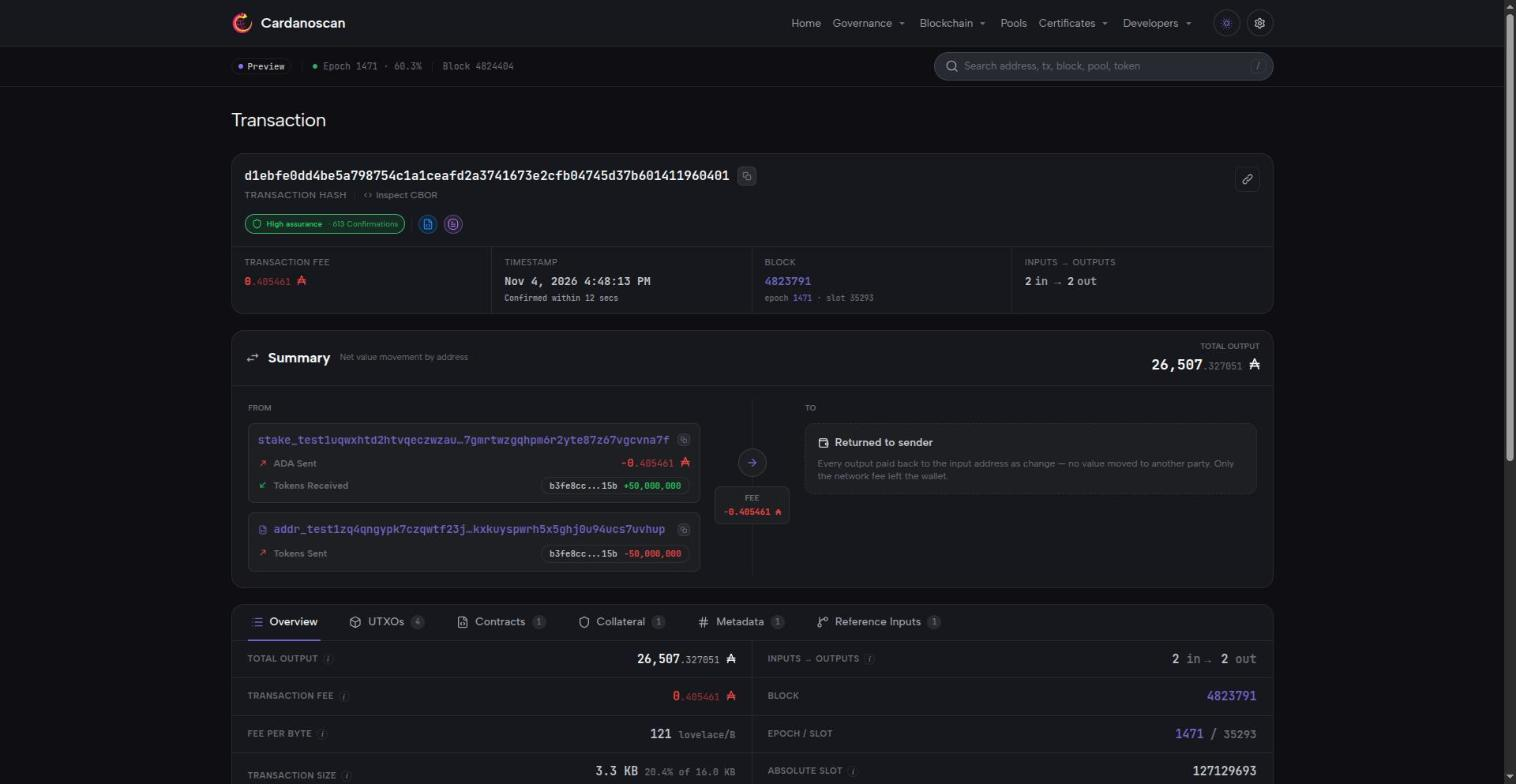 Cardanoscan
Home Governance Blockchain Pools Certificates Developers
Preview Epoch 1471 · 60.3% Block 4824404
Search address, tx, block, pool, token /
Transaction
d1ebfe0dd4be5a798754c1a1ceafd2a3741673e2cfb04745d37b601411960401
TRANSACTION HASH <> Inspect CBOR
High assurance · 613 Confirmations
TRANSACTION FEE
0.405461 ₳
TIMESTAMP
Nov 4, 2026 4:48:13 PM
Confirmed within 12 secs
BLOCK
4823791
epoch 1471 · slot 35293
INPUTS → OUTPUTS
2 in → 2 out
Summary Net value movement by address
TOTAL OUTPUT
26,507.327051 ₳
FROM
stake_test1uqwxhtd2htvqeczwzau…7gmrtwzgqhpm6r2yte87z67vgcvna7f
ADA Sent -0.405461 ₳
Tokens Received b3fe8cc...15b +50,000,000
addr_test1zq4qngypk7czqwtf23j…kxkuyspwrh5x5ghj0u94ucs7uvhup
Tokens Sent b3fe8cc...15b -50,000,000
FEE
-0.405461 ₳
TO
Returned to sender
Every output paid back to the input address as change — no value moved to another party. Only
the network fee left the wallet.
Overview UTXOs 4 Contracts 1 Collateral 1 Metadata 1 Reference Inputs 1
TOTAL OUTPUT i 26,507.327051 ₳
INPUTS → OUTPUTS i 2 in → 2 out
TRANSACTION FEE i 0.405461 ₳
BLOCK 4823791
FEE PER BYTE i 121 lovelace/B
EPOCH / SLOT 1471 / 35293
TRANSACTION SIZE i 3.3 KB 20.4% of 16.0 KB
ABSOLUTE SLOT i 127129693